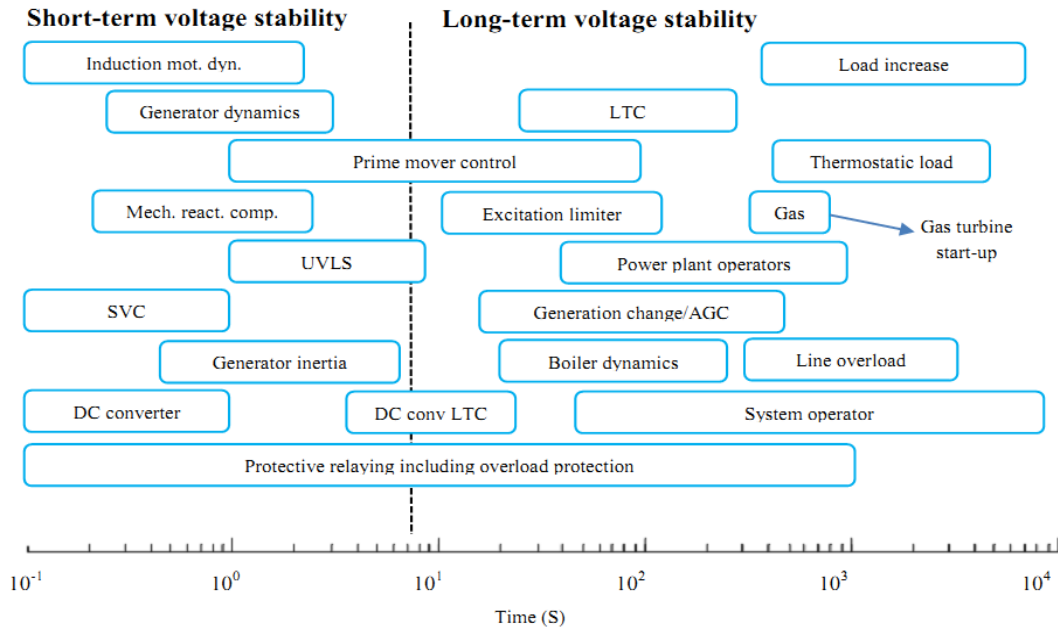 Short-term voltage stability
Long-term voltage stability
Induction mot. dyn.
Load increase
Generator dynamics
LTC
Prime mover control
Thermostatic load
Mech. react. comp.
Excitation limiter
Gas
Gas turbine
start-up
UVLS
Power plant operators
SVC
Generation change/AGC
Generator inertia
Boiler dynamics
Line overload
DC converter
DC conv LTC
System operator
Protective relaying including overload protection
10⁻¹ 10⁰ 10¹ 10² 10³ 10⁴
Time (S)